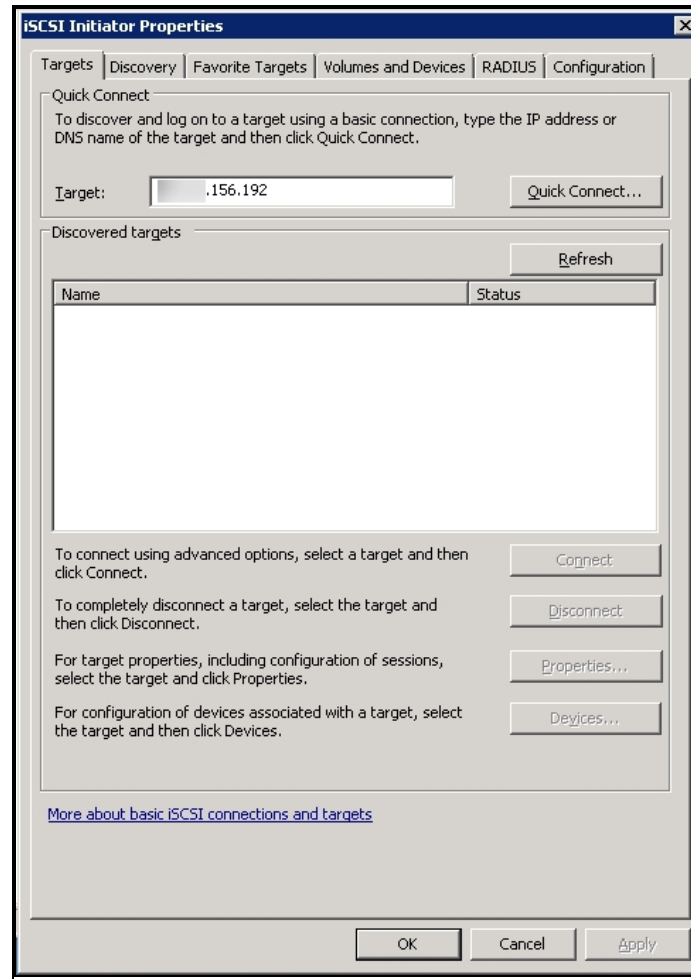 iSCSI Initiator Properties
Targets Discovery Favorite Targets Volumes and Devices RADIUS Configuration
Quick Connect
To discover and log on to a target using a basic connection, type the IP address or
DNS name of the target and then click Quick Connect.
Target: .156.192 Quick Connect...
Discovered targets
Refresh
Name Status
To connect using advanced options, select a target and then
click Connect.
Connect
To completely disconnect a target, select the target and
then click Disconnect.
Disconnect
For target properties, including configuration of sessions,
select the target and click Properties.
Properties...
For configuration of devices associated with a target, select
the target and then click Devices.
Devices...
More about basic iSCSI connections and targets
OK Cancel Apply